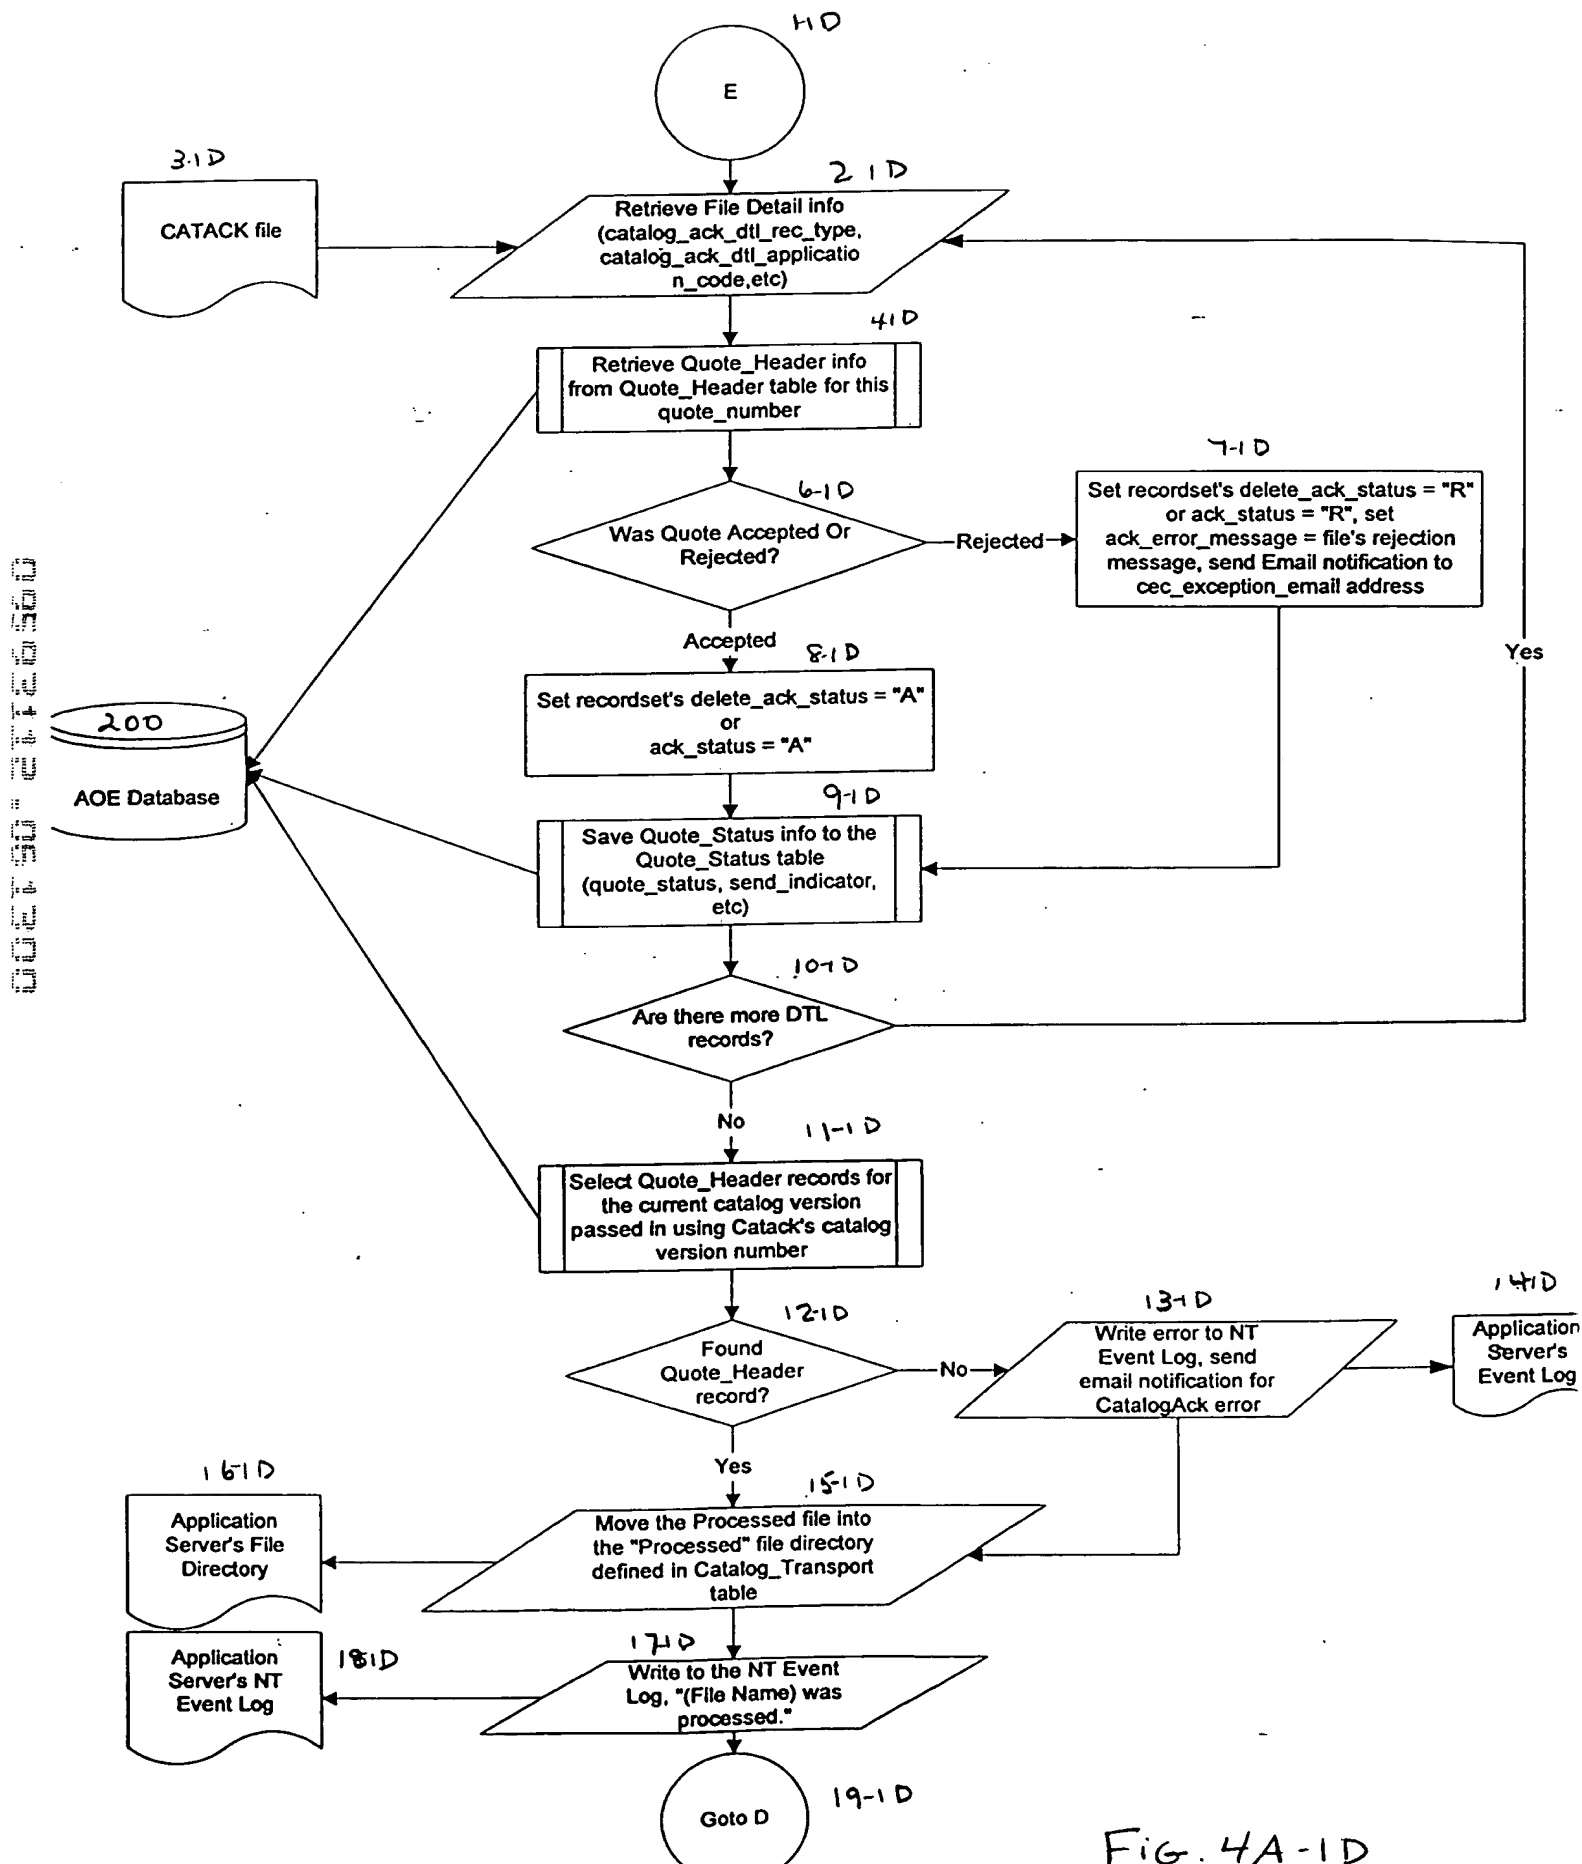 1-1D
E
3-1D
CATACK file
2-1D
Retrieve File Detail info
(catalog_ack_dtl_rec_type,
catalog_ack_dtl_applicatio
n_code,etc)
4-1D
Retrieve Quote_Header info
from Quote_Header table for this
quote_number
6-1D
Was Quote Accepted Or
Rejected?
Rejected
7-1D
Set recordset's delete_ack_status = "R"
or ack_status = "R", set
ack_error_message = file's rejection
message, send Email notification to
cec_exception_email address
Yes
Accepted
8-1D
Set recordset's delete_ack_status = "A"
or
ack_status = "A"
200
AOE Database
9-1D
Save Quote_Status info to the
Quote_Status table
(quote_status, send_indicator,
etc)
10-1D
Are there more DTL
records?
No
11-1D
Select Quote_Header records for
the current catalog version
passed in using Catack's catalog
version number
12-1D
Found
Quote_Header
record?
No
13-1D
Write error to NT
Event Log, send
email notification for
CatalogAck error
14-1D
Application
Server's
Event Log
Yes
15-1D
Move the Processed file into
the "Processed" file directory
defined in Catalog_Transport
table
16-1D
Application
Server's File
Directory
17-1D
Write to the NT Event
Log, "(File Name) was
processed."
18-1D
Application
Server's NT
Event Log
Goto D
19-1D
FiG. 4A-1D